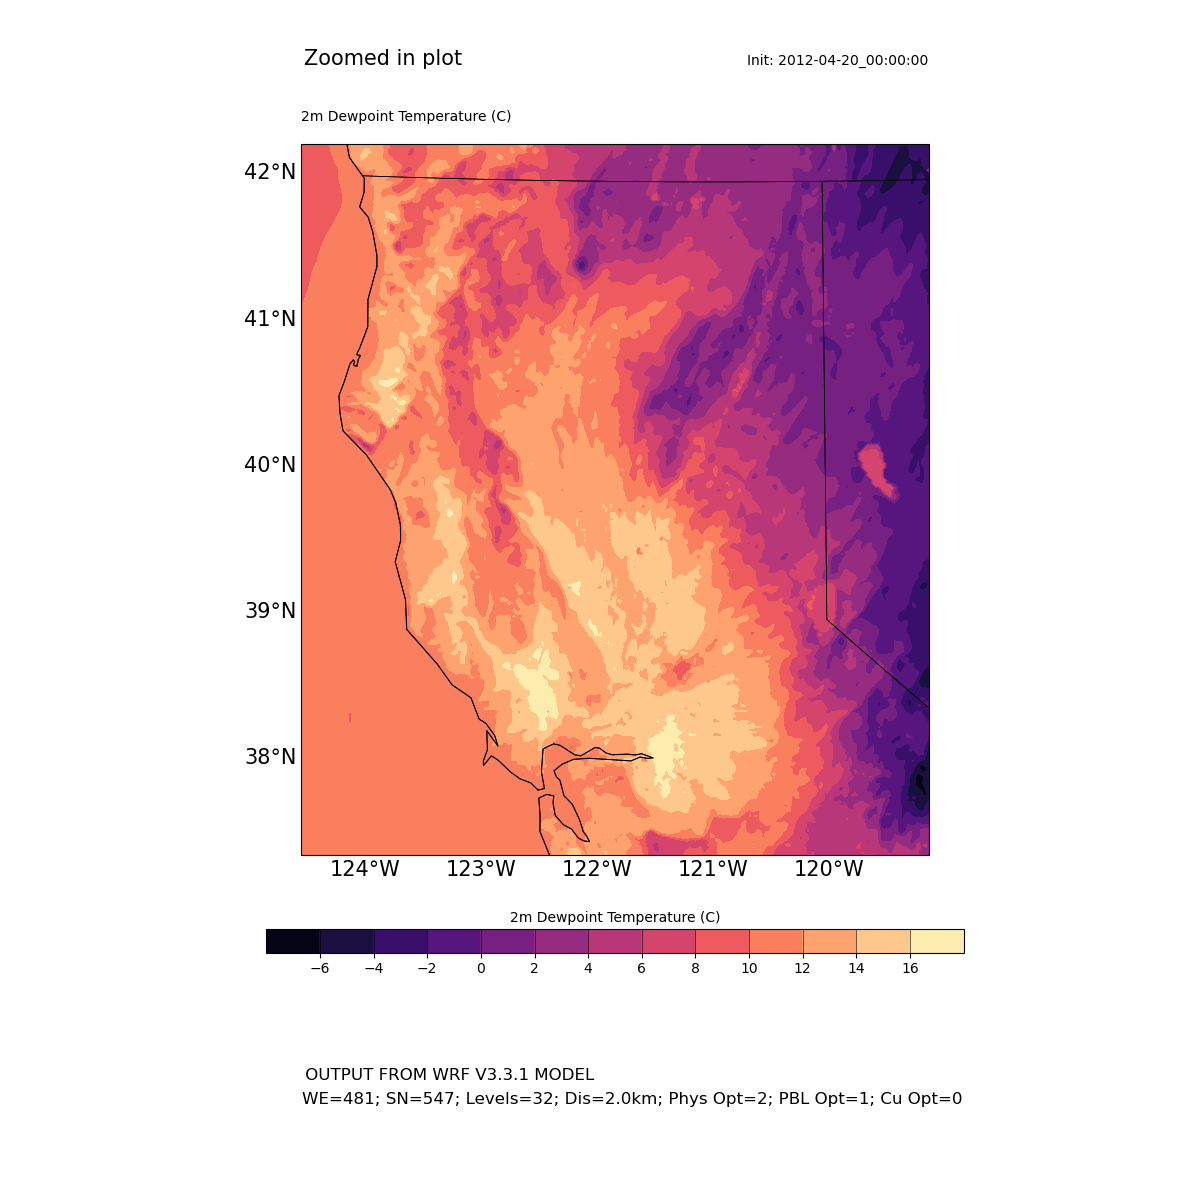 Zoomed in plot
Init: 2012-04-20_00:00:00
2m Dewpoint Temperature (C)
42°N
41°N
40°N
39°N
38°N
124°W 123°W 122°W 121°W 120°W
2m Dewpoint Temperature (C)
−6 −4 −2 0 2 4 6 8 10 12 14 16
OUTPUT FROM WRF V3.3.1 MODEL
WE=481; SN=547; Levels=32; Dis=2.0km; Phys Opt=2; PBL Opt=1; Cu Opt=0